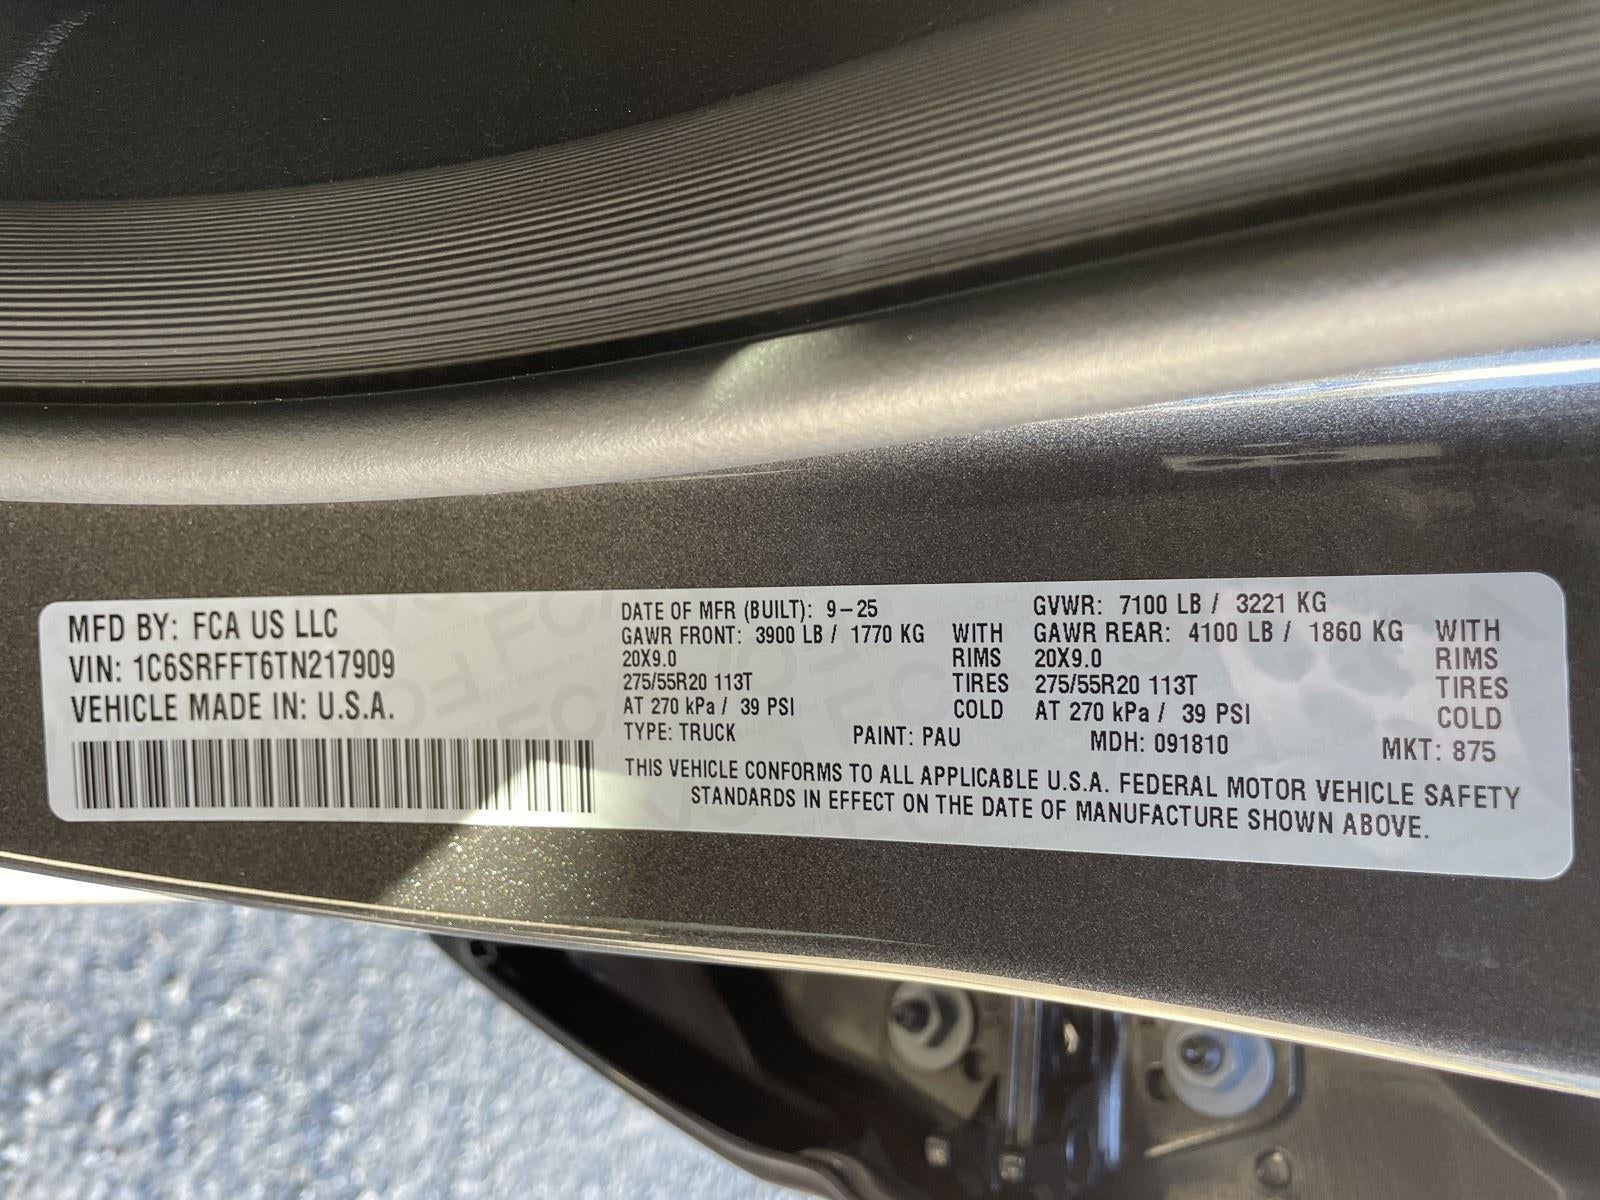 MFD BY: FCA US LLC
VIN: 1C6SRFFT6TN217909
VEHICLE MADE IN: U.S.A.
DATE OF MFR (BUILT): 9-25 GVWR: 7100 LB / 3221 KG
GAWR FRONT: 3900 LB / 1770 KG WITH GAWR REAR: 4100 LB / 1860 KG WITH
20X9.0 RIMS 20X9.0 RIMS
275/55R20 113T TIRES 275/55R20 113T TIRES
AT 270 kPa / 39 PSI COLD AT 270 kPa / 39 PSI COLD
TYPE: TRUCK PAINT: PAU MDH: 091810 MKT: 875
THIS VEHICLE CONFORMS TO ALL APPLICABLE U.S.A. FEDERAL MOTOR VEHICLE SAFETY
STANDARDS IN EFFECT ON THE DATE OF MANUFACTURE SHOWN ABOVE.